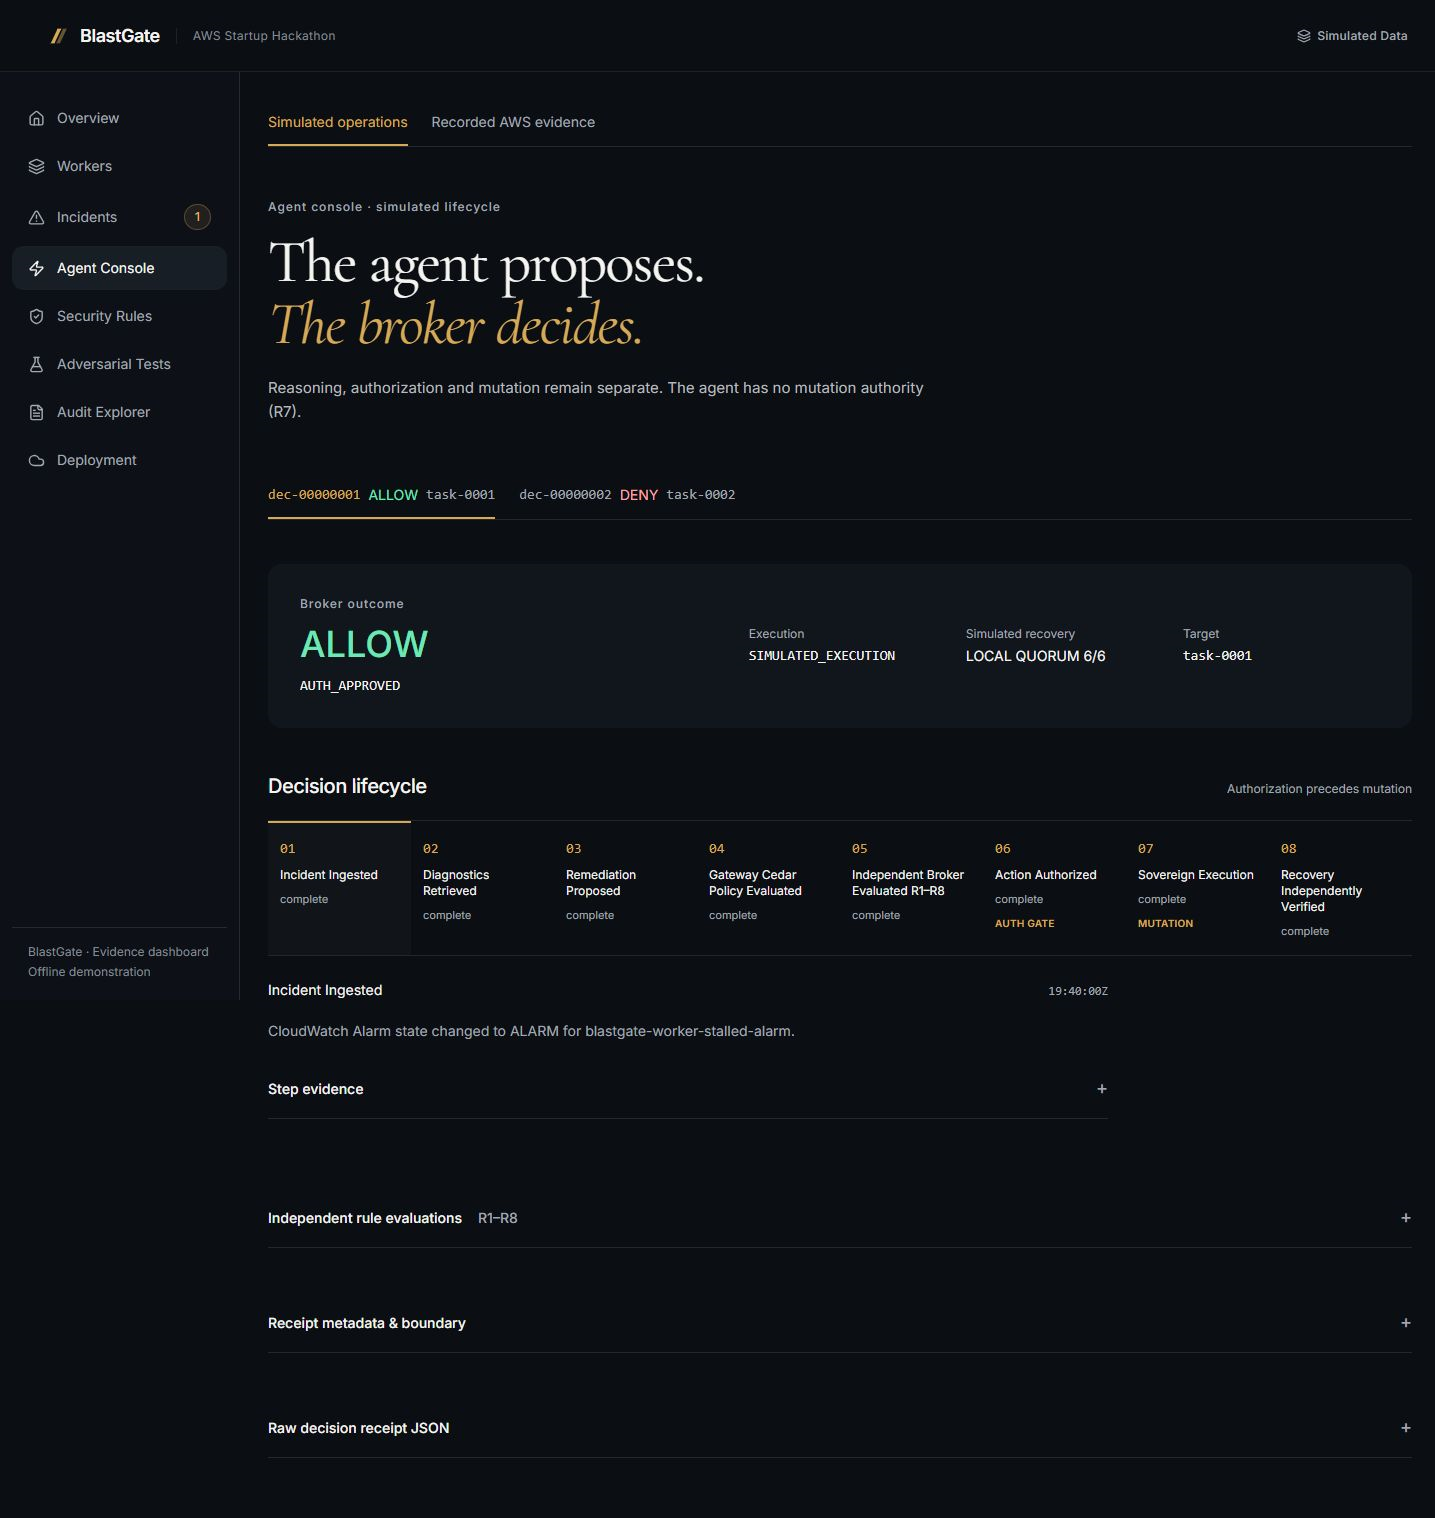 BlastGate
AWS Startup Hackathon
Simulated Data
Overview
Workers
Incidents
1
Agent Console
Security Rules
Adversarial Tests
Audit Explorer
Deployment
BlastGate · Evidence dashboard
Offline demonstration
Simulated operations
Recorded AWS evidence
Agent console · simulated lifecycle
The agent proposes.
The broker decides.
Reasoning, authorization and mutation remain separate. The agent has no mutation authority
(R7).
dec-00000001 ALLOW task-0001
dec-00000002 DENY task-0002
Broker outcome
ALLOW
AUTH_APPROVED
Execution
SIMULATED_EXECUTION
Simulated recovery
LOCAL QUORUM 6/6
Target
task-0001
Decision lifecycle
Authorization precedes mutation
01
Incident Ingested
complete
02
Diagnostics
Retrieved
complete
03
Remediation
Proposed
complete
04
Gateway Cedar
Policy Evaluated
complete
05
Independent Broker
Evaluated R1–R8
complete
06
Action Authorized
complete
AUTH GATE
07
Sovereign Execution
complete
MUTATION
08
Recovery
Independently
Verified
complete
Incident Ingested
19:40:00Z
CloudWatch Alarm state changed to ALARM for blastgate-worker-stalled-alarm.
Step evidence
+
Independent rule evaluations R1–R8
+
Receipt metadata & boundary
+
Raw decision receipt JSON
+